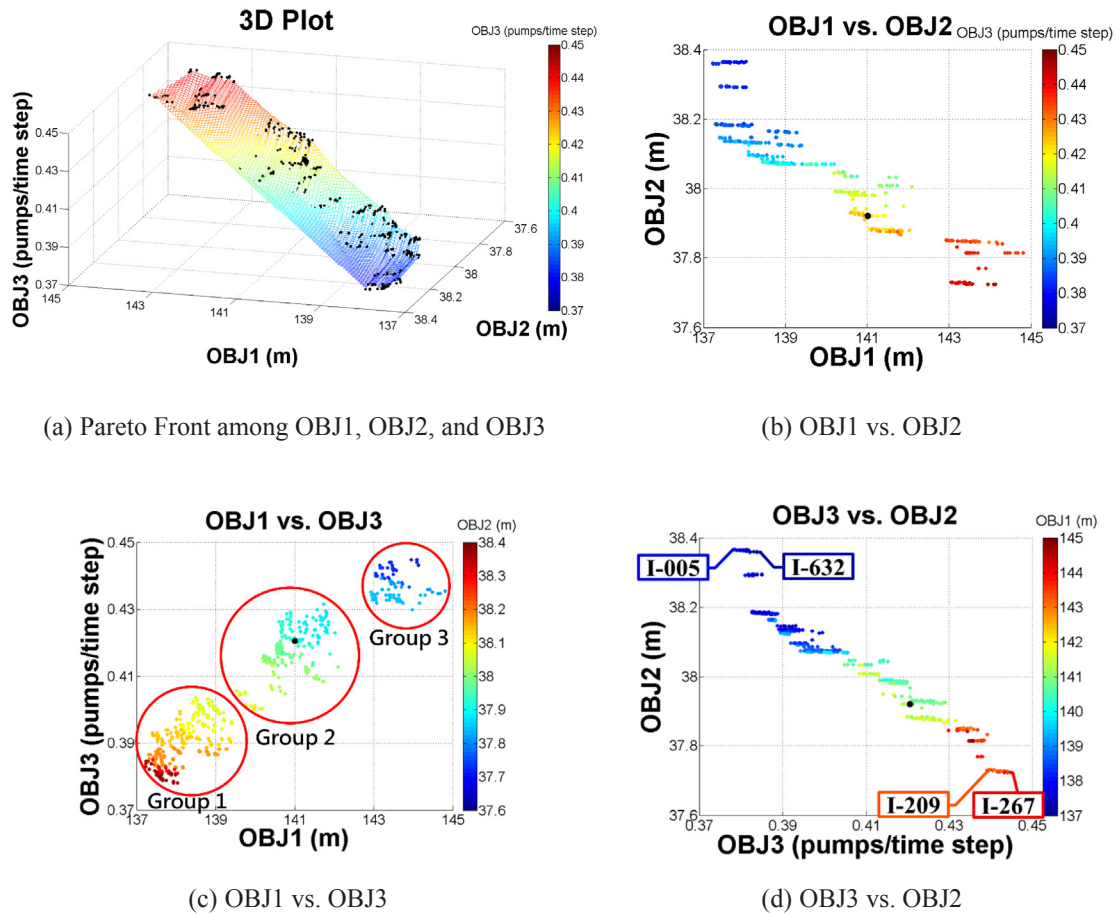 3D Plot
OBJ3 (pumps/time step)
0.45
0.44
0.43
0.42
0.41
0.4
0.39
0.38
0.37
OBJ3 (pumps/time step)
0.45
0.43
0.41
0.39
0.37
145
143
141
139
137
OBJ1 (m)
37.6
37.8
38
38.2
38.4
OBJ2 (m)
(a) Pareto Front among OBJ1, OBJ2, and OBJ3
OBJ1 vs. OBJ2
OBJ3 (pumps/time step)
0.45
0.44
0.43
0.42
0.41
0.4
0.39
0.38
0.37
OBJ2 (m)
38.4
38.2
38
37.8
37.6
137
139
141
143
145
OBJ1 (m)
(b) OBJ1 vs. OBJ2
OBJ1 vs. OBJ3
OBJ2 (m)
38.4
38.3
38.2
38.1
38
37.9
37.8
37.7
37.6
OBJ3 (pumps/time step)
0.45
0.43
0.41
0.39
0.37
Group 3
Group 2
Group 1
137
139
141
143
145
OBJ1 (m)
(c) OBJ1 vs. OBJ3
OBJ3 vs. OBJ2
OBJ1 (m)
145
144
143
142
141
140
139
138
137
OBJ2 (m)
38.4
38.2
38
37.8
37.6
I-005
I-632
I-209
I-267
0.37
0.39
0.41
0.43
0.45
OBJ3 (pumps/time step)
(d) OBJ3 vs. OBJ2